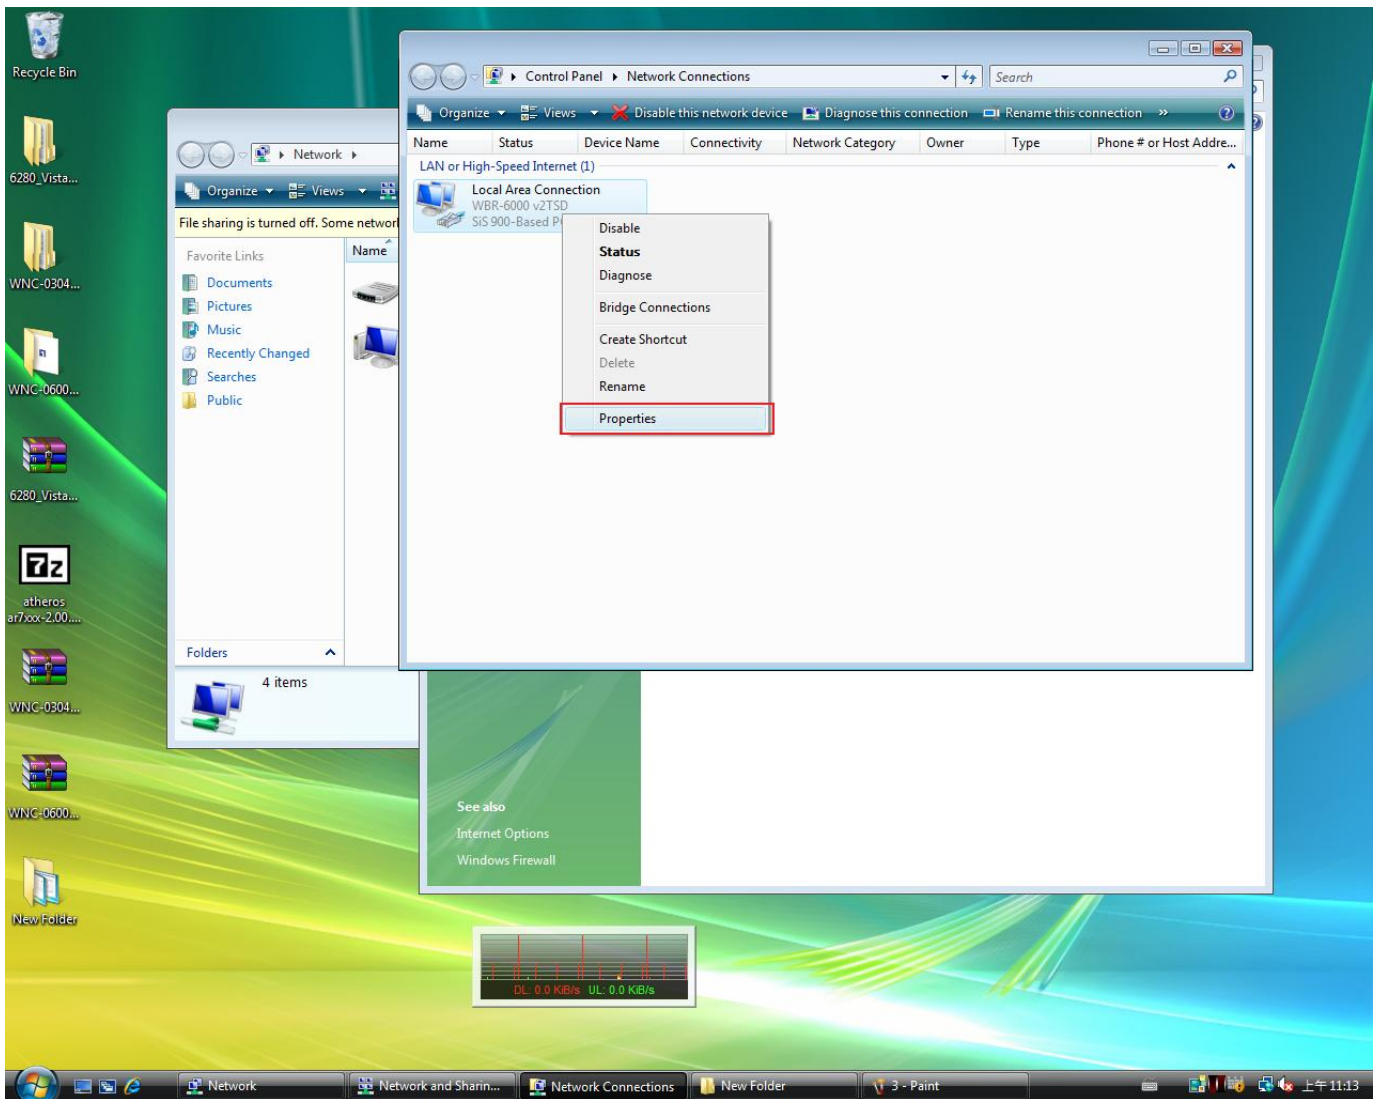 Recycle Bin
6280_Vista...
WNC-0304...
WNC-0600...
6280_Vista...
7z
atheros
ar7xxx-2.00....
WNC-0304...
WNC-0600...
New Folder
Network
Organize Views
File sharing is turned off. Some networ
Favorite Links
Name
Documents
Pictures
Music
Recently Changed
Searches
Public
Folders
4 items
Control Panel Network Connections
Search
Organize Views Disable this network device Diagnose this connection Rename this connection »
Name Status Device Name Connectivity Network Category Owner Type Phone # or Host Addre...
LAN or High-Speed Internet (1)
Local Area Connection
WBR-6000 v2TSD
SiS 900-Based P
Disable
Status
Diagnose
Bridge Connections
Create Shortcut
Delete
Rename
Properties
See also
Internet Options
Windows Firewall
DL: 0.0 KiB/s UL: 0.0 KiB/s
Network
Network and Sharin...
Network Connections
New Folder
3 - Paint
上午 11:13